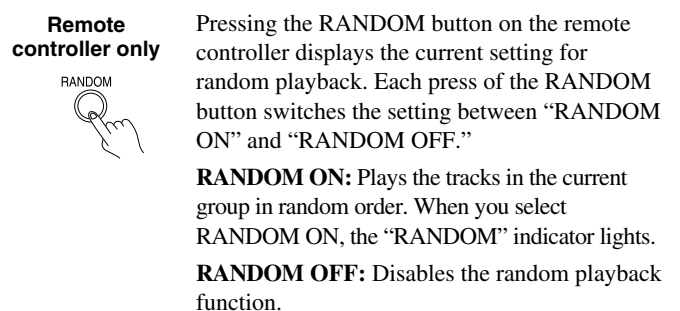 Remote
controller only
RANDOM
Pressing the RANDOM button on the remote
controller displays the current setting for
random playback. Each press of the RANDOM
button switches the setting between “RANDOM
ON” and “RANDOM OFF.”
RANDOM ON: Plays the tracks in the current
group in random order. When you select
RANDOM ON, the “RANDOM” indicator lights.
RANDOM OFF: Disables the random playback
function.